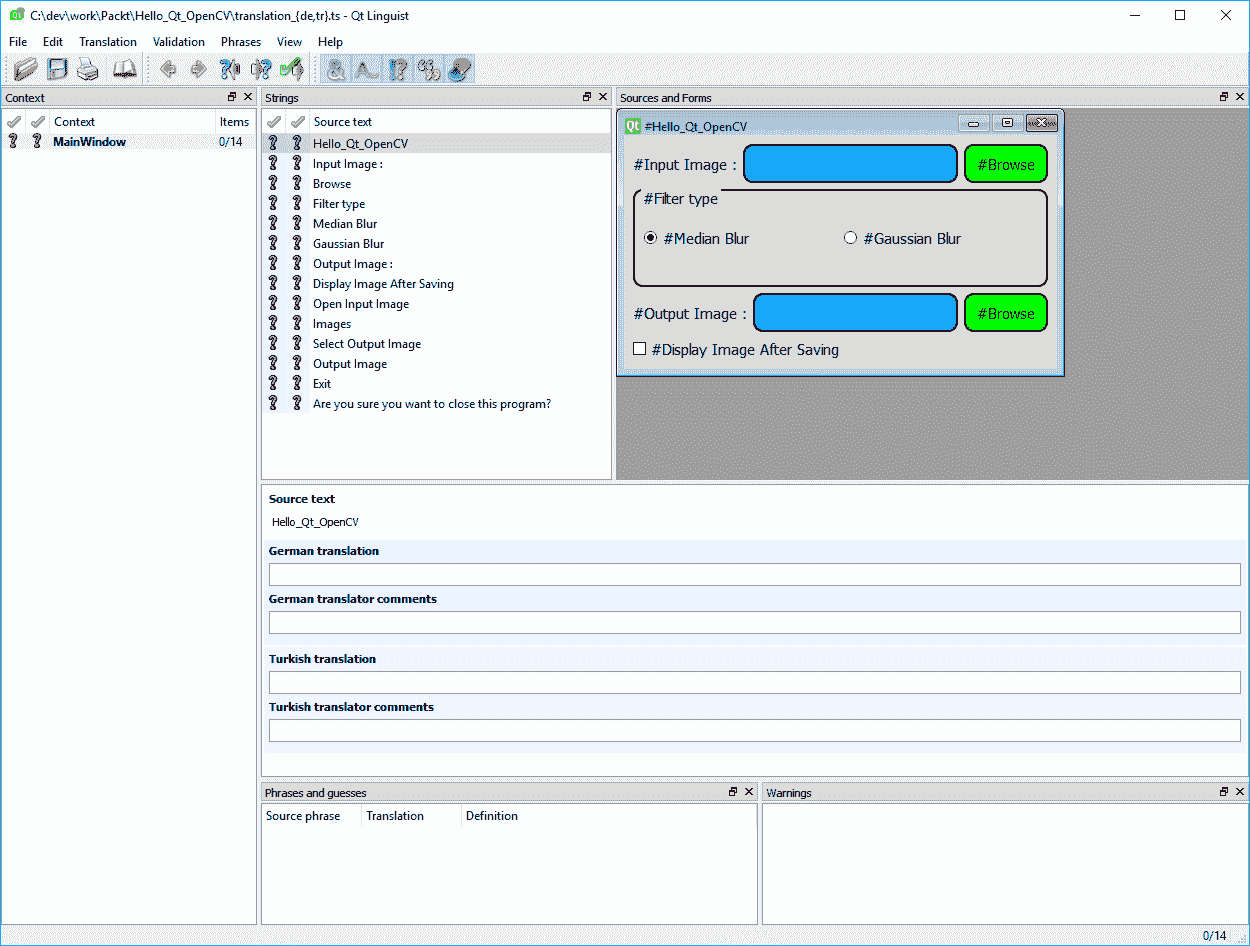 C:\dev\work\Packt\Hello_Qt_OpenCV\translation_{de,tr}.ts - Qt Linguist
File Edit Translation Validation Phrases View Help
Context
Context Items
MainWindow 0/14
Strings
Source text
Hello_Qt_OpenCV
Input Image :
Browse
Filter type
Median Blur
Gaussian Blur
Output Image :
Display Image After Saving
Open Input Image
Images
Select Output Image
Output Image
Exit
Are you sure you want to close this program?
Sources and Forms
Qt #Hello_Qt_OpenCV
#Input Image : #Browse
#Filter type
#Median Blur #Gaussian Blur
#Output Image : #Browse
#Display Image After Saving
Source text
Hello_Qt_OpenCV
German translation
German translator comments
Turkish translation
Turkish translator comments
Phrases and guesses
Source phrase Translation Definition
Warnings
0/14